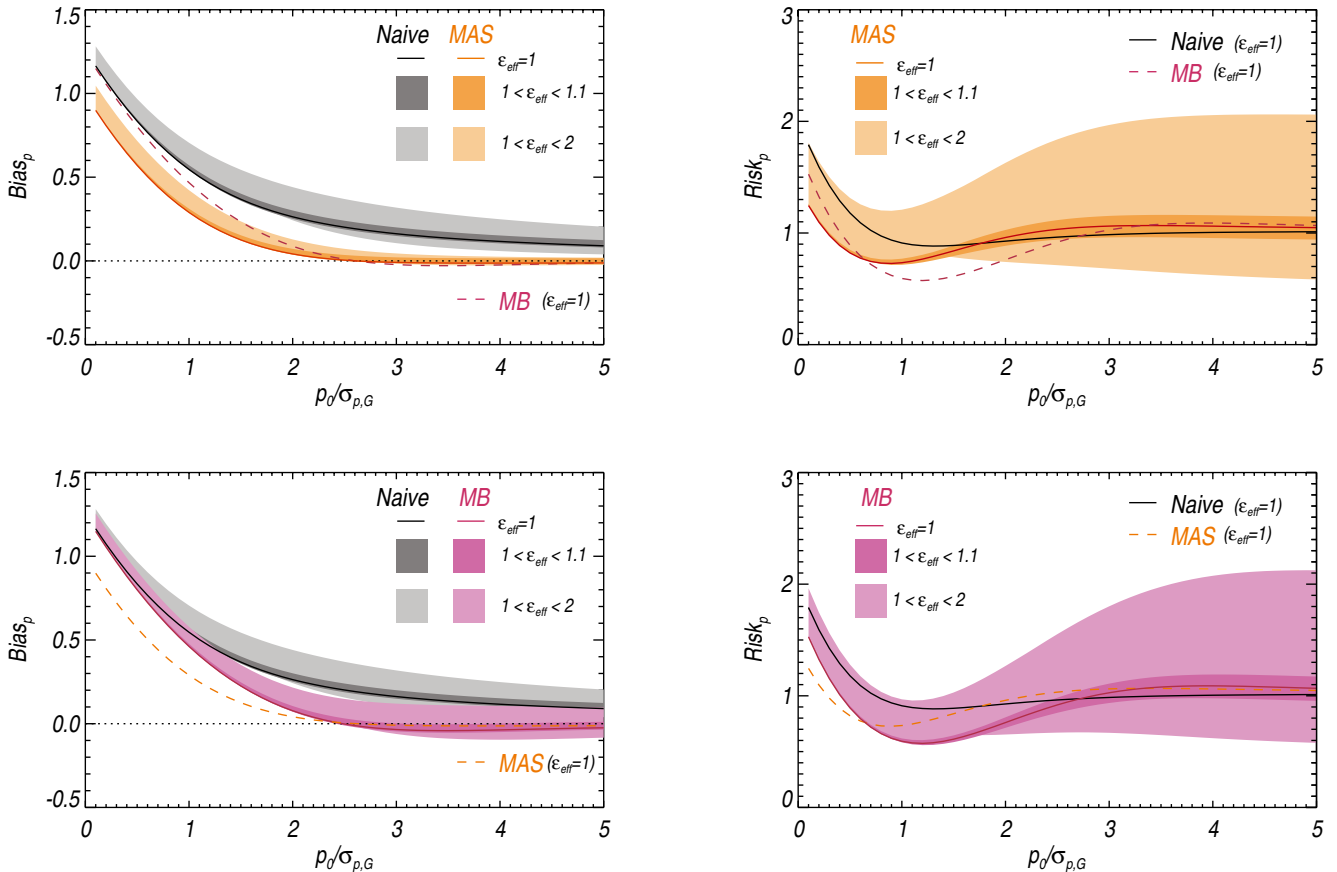 1.5
1.0
0.5
0.0
-0.5
Bias_p
Naive MAS
ε_eff=1
1 < ε_eff < 1.1
1 < ε_eff < 2
MB (ε_eff=1)
0 1 2 3 4 5
p_0/σ_p,G
3
2
1
0
Risk_p
MAS
ε_eff=1
1 < ε_eff < 1.1
1 < ε_eff < 2
Naive (ε_eff=1)
MB (ε_eff=1)
0 1 2 3 4 5
p_0/σ_p,G
1.5
1.0
0.5
0.0
-0.5
Bias_p
Naive MB
ε_eff=1
1 < ε_eff < 1.1
1 < ε_eff < 2
MAS (ε_eff=1)
0 1 2 3 4 5
p_0/σ_p,G
3
2
1
0
Risk_p
MB
ε_eff=1
1 < ε_eff < 1.1
1 < ε_eff < 2
Naive (ε_eff=1)
MAS (ε_eff=1)
0 1 2 3 4 5
p_0/σ_p,G